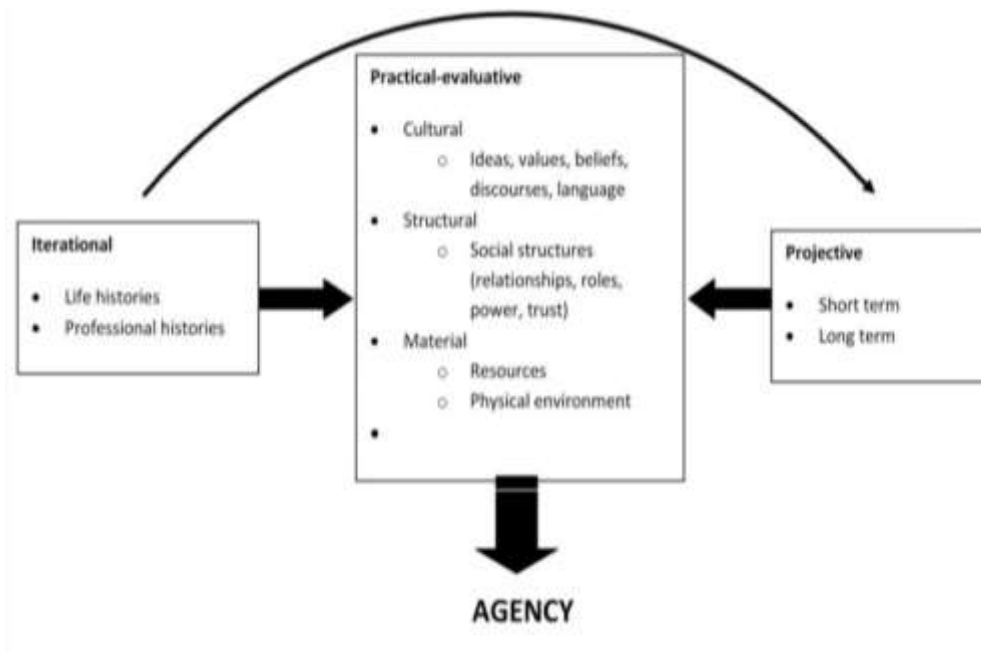 Practical-evaluative
• Cultural
○ Ideas, values, beliefs,
discourses, language
• Structural
○ Social structures
(relationships, roles,
power, trust)
• Material
○ Resources
○ Physical environment
•
Iterational
• Life histories
• Professional histories
Projective
• Short term
• Long term
AGENCY